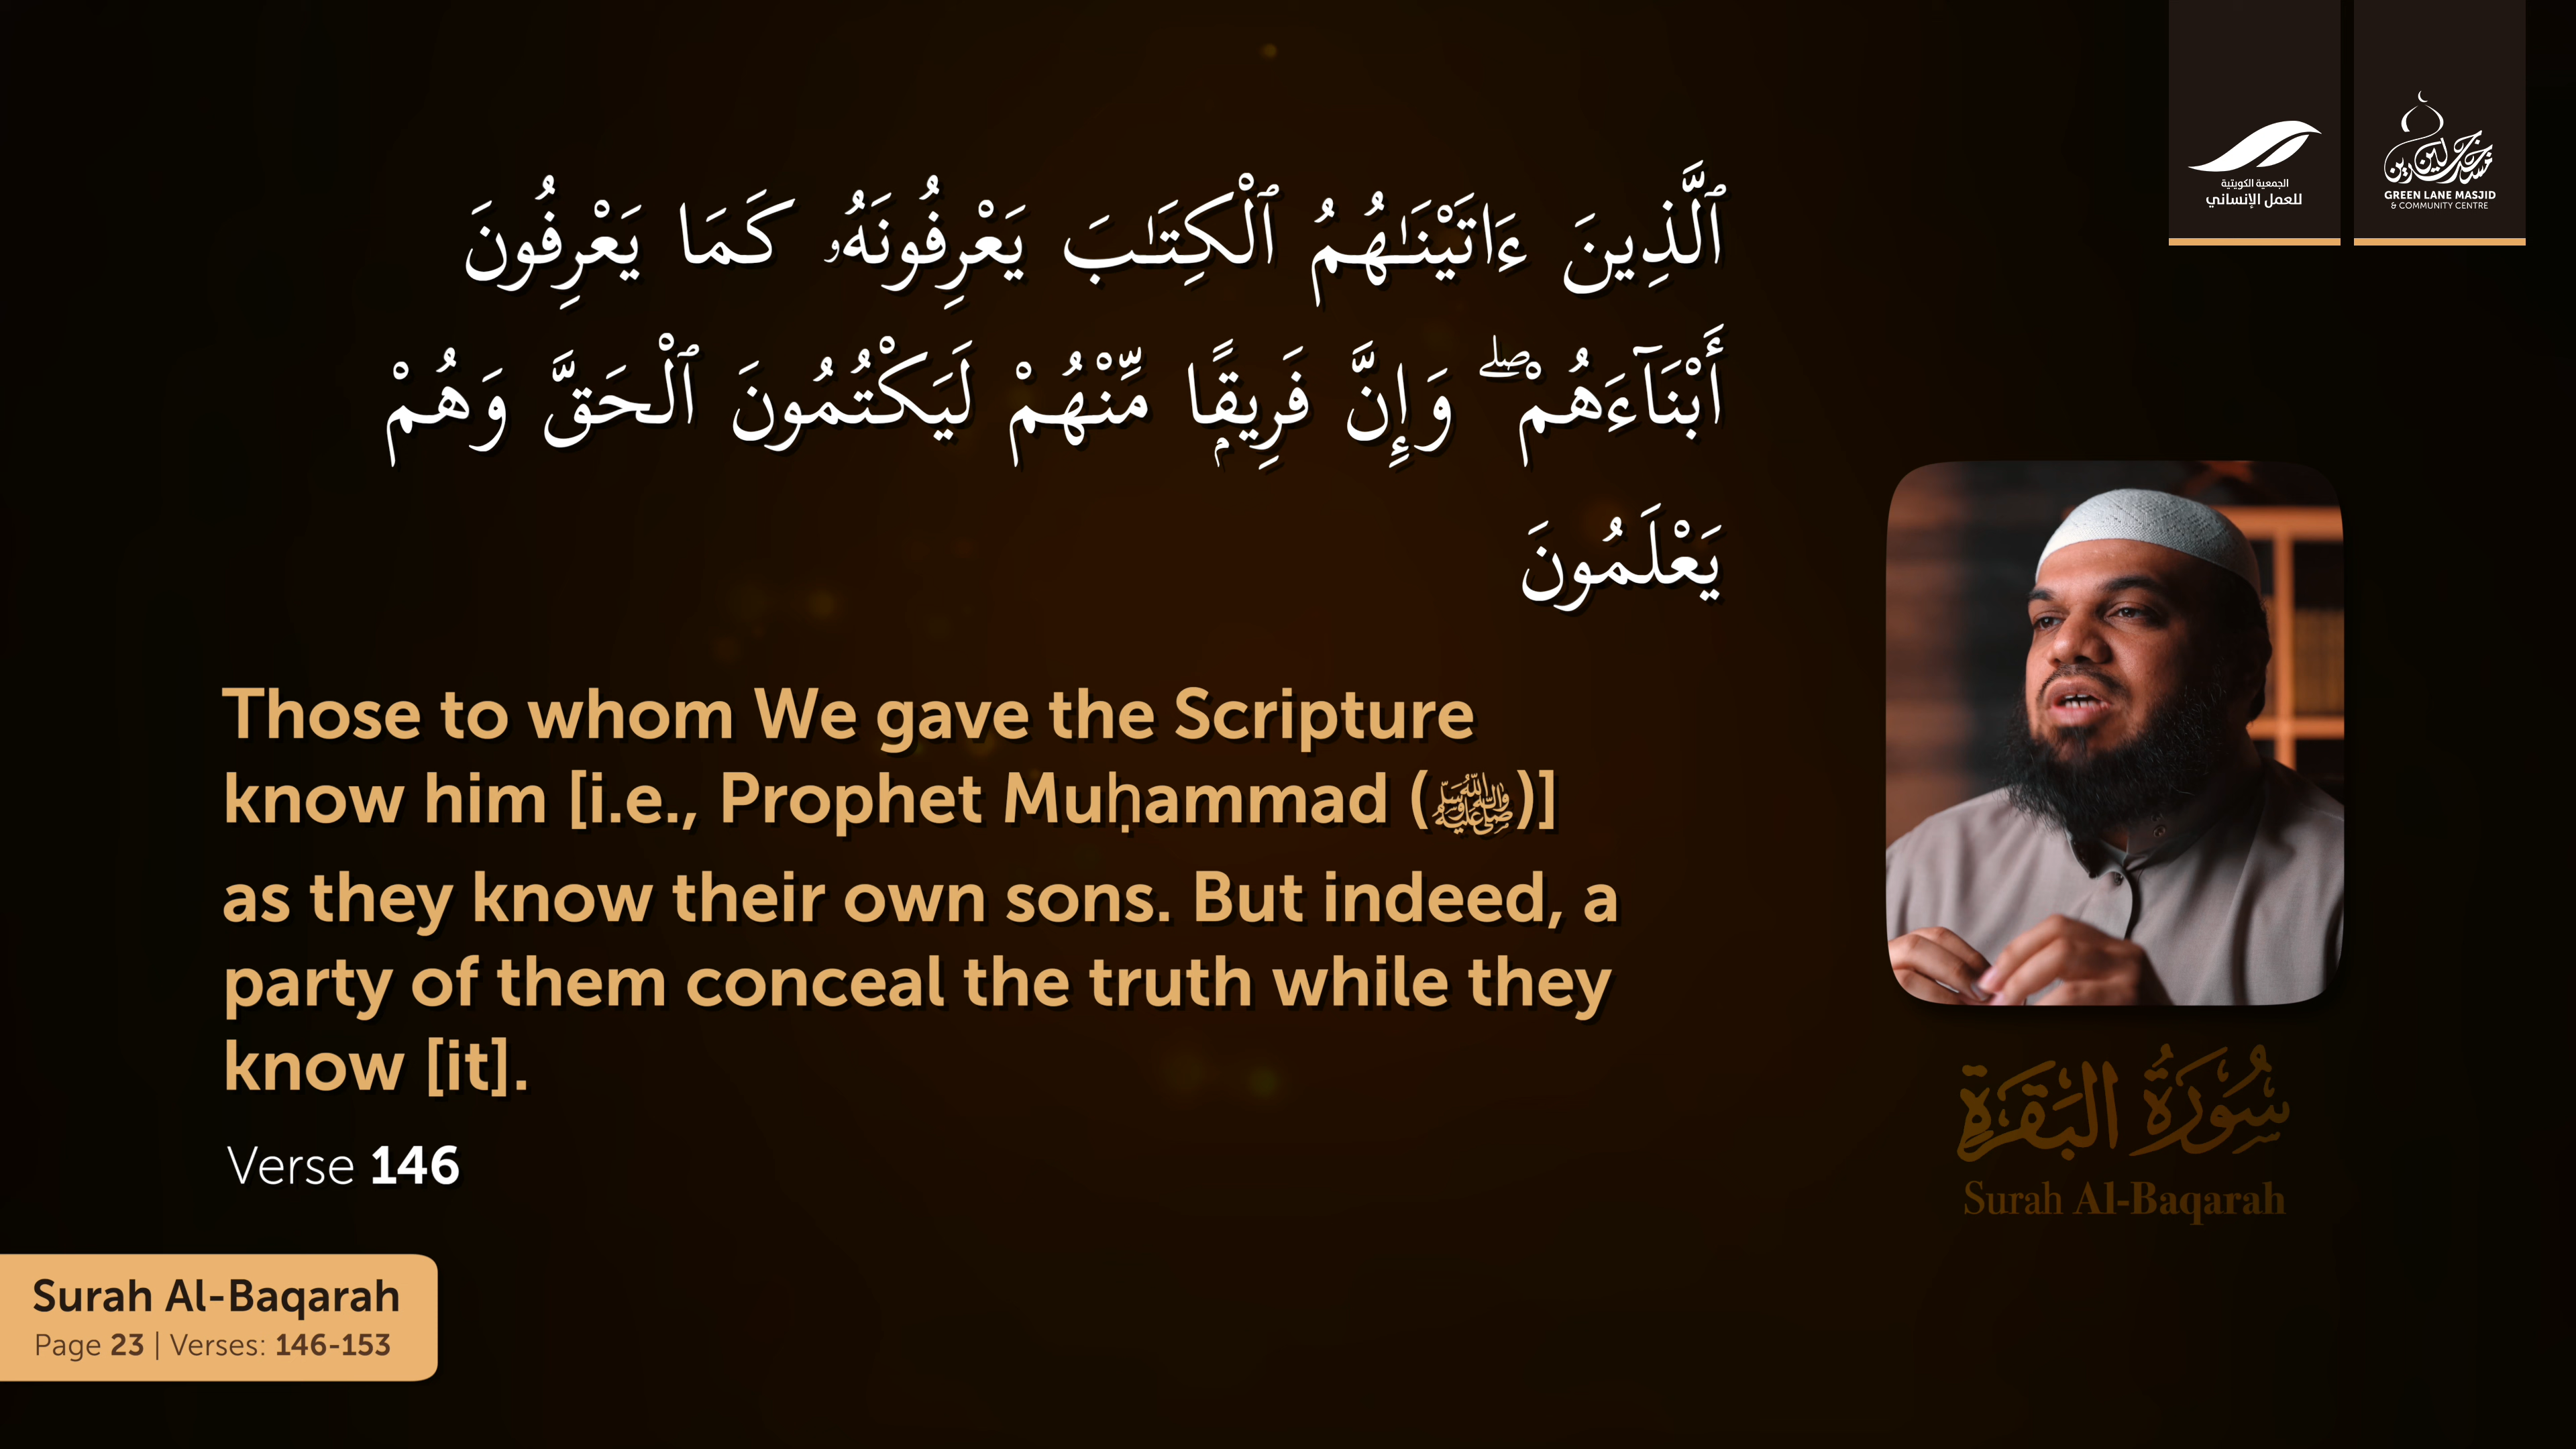 ٱلَّذِينَ ءَاتَيْنَـٰهُمُ ٱلْكِتَـٰبَ يَعْرِفُونَهُۥ كَمَا يَعْرِفُونَ
أَبْنَآءَهُمْ ۖ وَإِنَّ فَرِيقًۭا مِّنْهُمْ لَيَكْتُمُونَ ٱلْحَقَّ وَهُمْ
يَعْلَمُونَ
Those to whom We gave the Scripture
know him [i.e., Prophet Muḥammad (ﷺ)]
as they know their own sons. But indeed, a
party of them conceal the truth while they
know [it].
Verse 146
Surah Al-Baqarah
Page 23 | Verses: 146-153
الجمعية الكويتية
للعمل الإنساني
مسجد جرين لين
GREEN LANE MASJID
& COMMUNITY CENTRE
سُورَةُ البَقَرَةِ
Surah Al-Baqarah